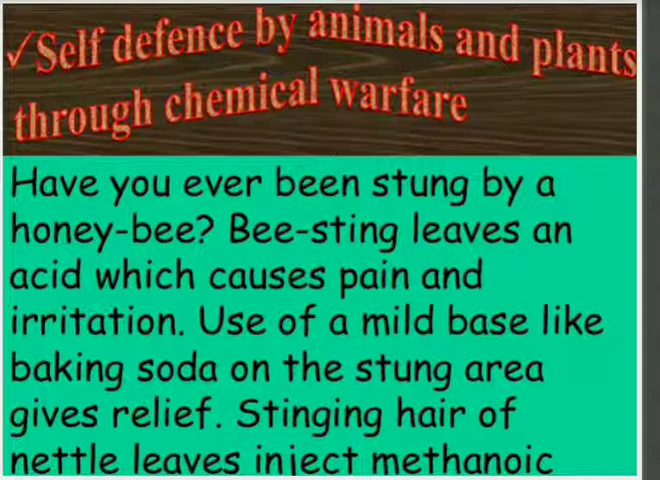 ✓Self defence by animals and plants
through chemical warfare
Have you ever been stung by a
honey-bee? Bee-sting leaves an
acid which causes pain and
irritation. Use of a mild base like
baking soda on the stung area
gives relief. Stinging hair of
nettle leaves inject methanoic